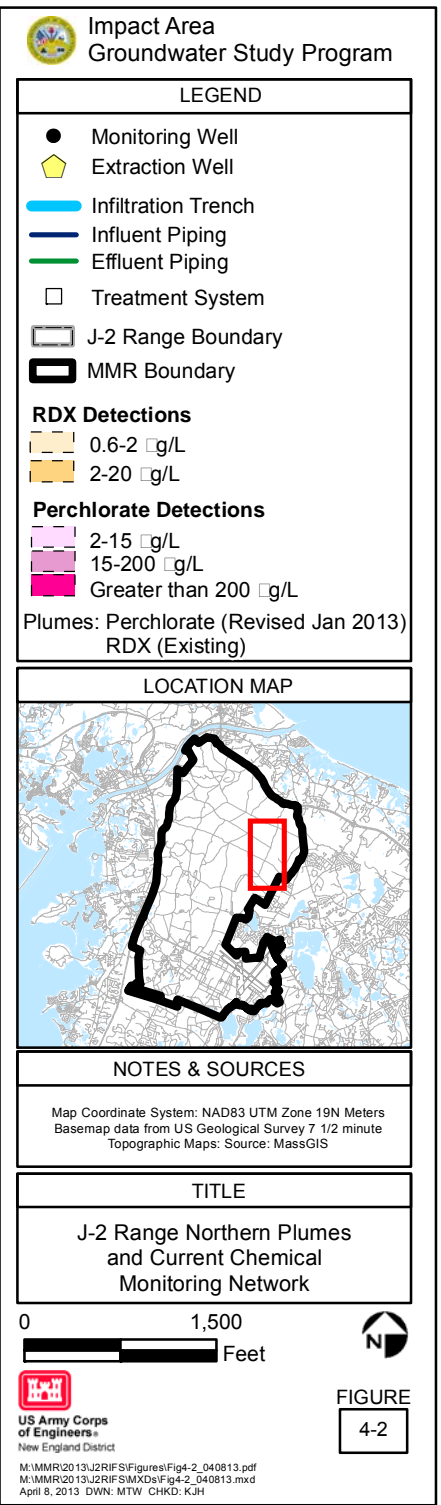 Impact Area
Groundwater Study Program
LEGEND
Monitoring Well
Extraction Well
Infiltration Trench
Influent Piping
Effluent Piping
Treatment System
J-2 Range Boundary
MMR Boundary
RDX Detections
0.6-2 □g/L
2-20 □g/L
Perchlorate Detections
2-15 □g/L
15-200 □g/L
Greater than 200 □g/L
Plumes: Perchlorate (Revised Jan 2013)
RDX (Existing)
LOCATION MAP
NOTES & SOURCES
Map Coordinate System: NAD83 UTM Zone 19N Meters
Basemap data from US Geological Survey 7 1/2 minute
Topographic Maps: Source: MassGIS
TITLE
J-2 Range Northern Plumes
and Current Chemical
Monitoring Network
0 1,500
Feet
N
US Army Corps
of Engineers®
New England District
FIGURE
4-2
M:\MMR\2013\J2RIFS\Figures\Fig4-2_040813.pdf
M:\MMR\2013\J2RIFS\MXDs\Fig4-2_040813.mxd
April 8, 2013 DWN: MTW CHKD: KJH